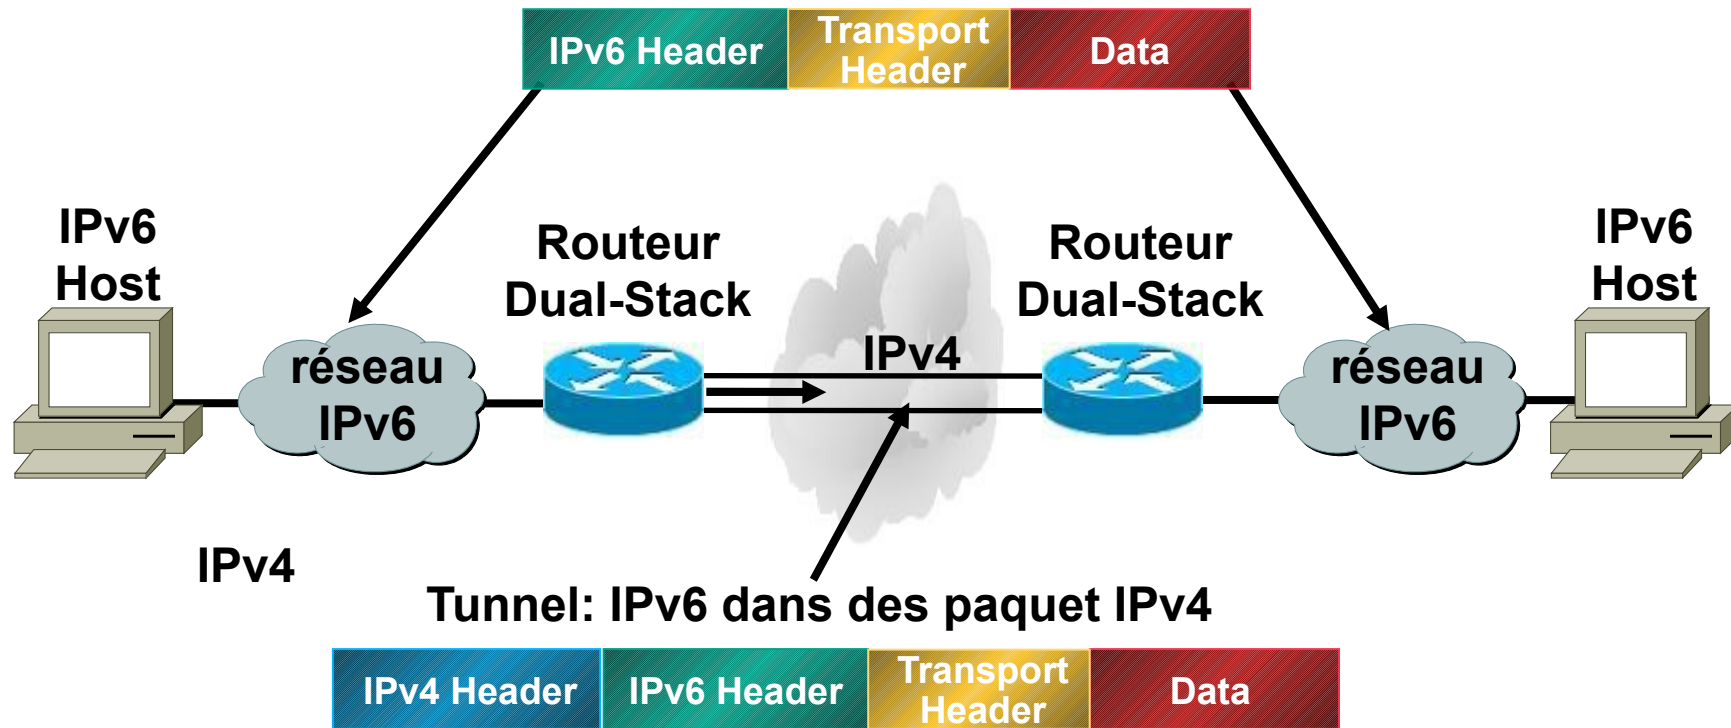 IPv6 Header
Transport
Header
Data
IPv6
Host
Routeur
Dual-Stack
Routeur
Dual-Stack
IPv6
Host
réseau
IPv6
IPv4
réseau
IPv6
IPv4
Tunnel: IPv6 dans des paquet IPv4
IPv4 Header
IPv6 Header
Transport
Header
Data